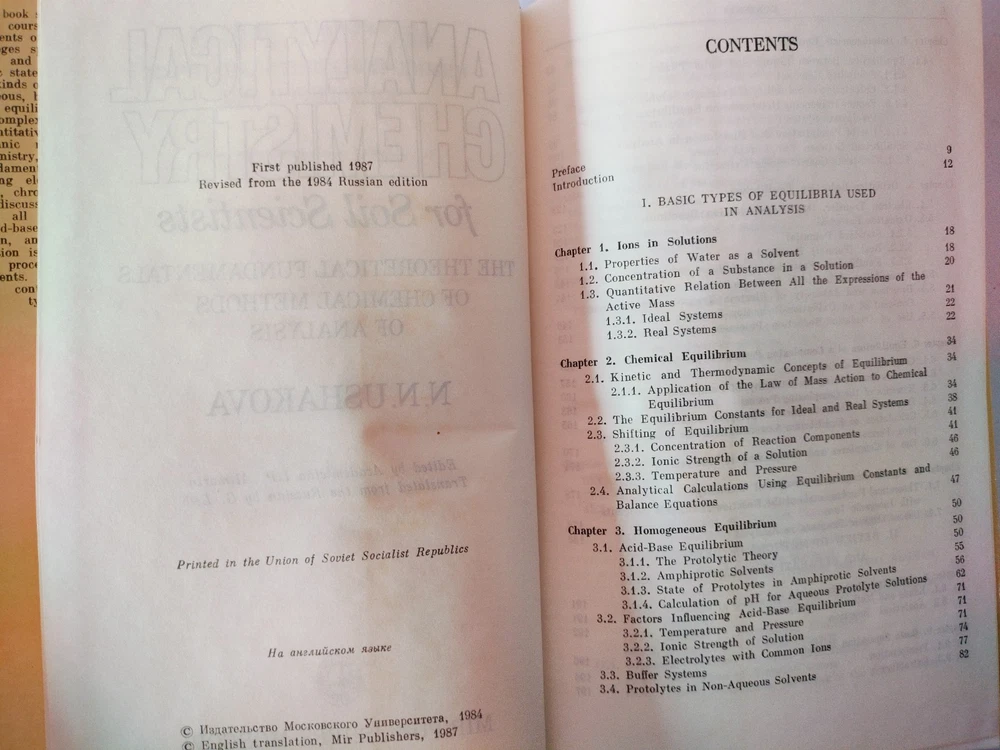 First published 1987
Revised from the 1984 Russian edition
Printed in the Union of Soviet Socialist Republics
На английском языке
© Издательство Московского Университета, 1984
© English translation, Mir Publishers, 1987
CONTENTS
Preface 9
Introduction 12
I. BASIC TYPES OF EQUILIBRIA USED
IN ANALYSIS
Chapter 1. Ions in Solutions 18
1.1. Properties of Water as a Solvent 18
1.2. Concentration of a Substance in a Solution 20
1.3. Quantitative Relation Between All the Expressions of the
Active Mass 21
1.3.1. Ideal Systems 22
1.3.2. Real Systems 22
Chapter 2. Chemical Equilibrium 34
2.1. Kinetic and Thermodynamic Concepts of Equilibrium 34
2.1.1. Application of the Law of Mass Action to Chemical
Equilibrium 34
2.2. The Equilibrium Constants for Ideal and Real Systems 38
2.3. Shifting of Equilibrium 41
2.3.1. Concentration of Reaction Components 41
2.3.2. Ionic Strength of a Solution 46
2.3.3. Temperature and Pressure 46
2.4. Analytical Calculations Using Equilibrium Constants and
Balance Equations 47
Chapter 3. Homogeneous Equilibrium 50
3.1. Acid-Base Equilibrium 50
3.1.1. The Protolytic Theory 50
3.1.2. Amphiprotic Solvents 55
3.1.3. State of Protolytes in Amphiprotic Solvents 56
3.1.4. Calculation of pH for Aqueous Protolyte Solutions 62
3.2. Factors Influencing Acid-Base Equilibrium 71
3.2.1. Temperature and Pressure 71
3.2.2. Ionic Strength of Solution 71
3.2.3. Electrolytes with Common Ions 74
3.3. Buffer Systems 77
3.4. Protolytes in Non-Aqueous Solvents 82